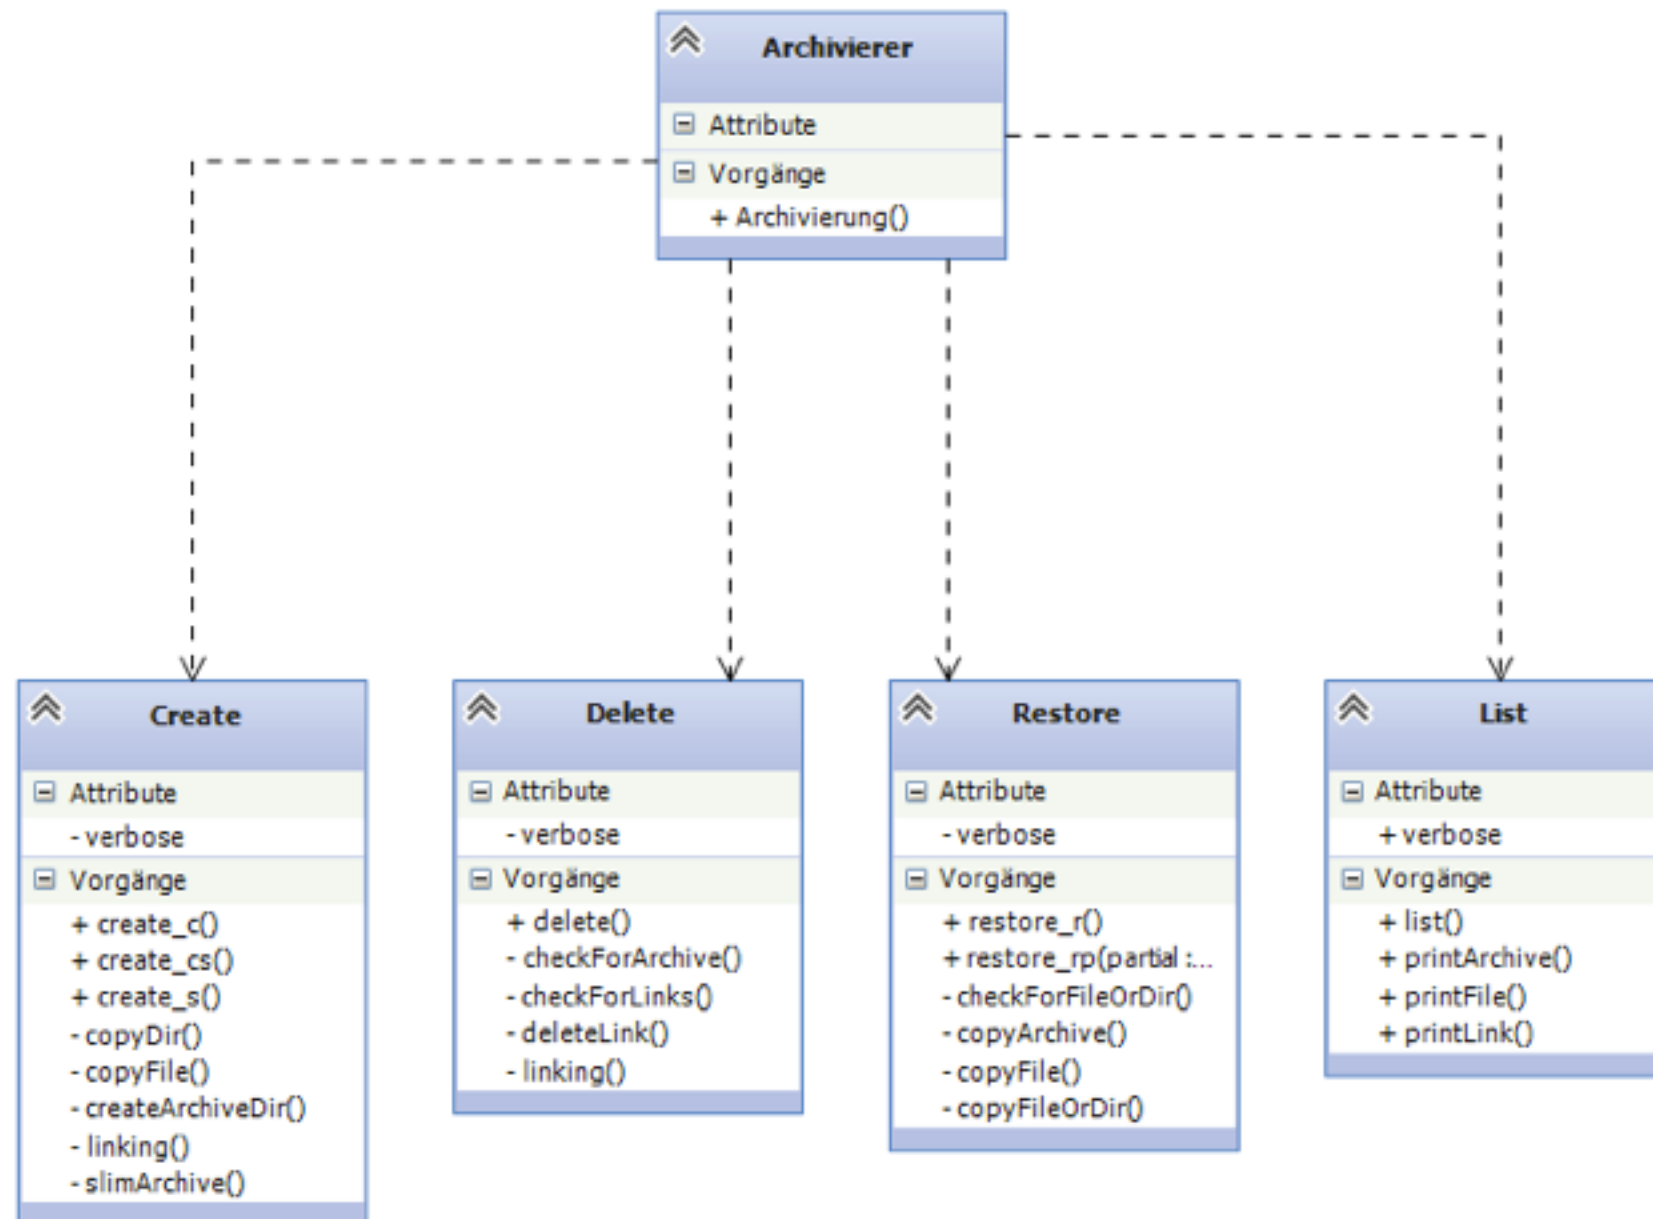 Archivierer
Attribute
Vorgänge
+ Archivierung()
Create
Attribute
- verbose
Vorgänge
+ create_c()
+ create_cs()
+ create_s()
- copyDir()
- copyFile()
- createArchiveDir()
- linking()
- slimArchive()
Delete
Attribute
- verbose
Vorgänge
+ delete()
- checkForArchive()
- checkForLinks()
- deleteLink()
- linking()
Restore
Attribute
- verbose
Vorgänge
+ restore_r()
+ restore_rp(partial :...
- checkForFileOrDir()
- copyArchive()
- copyFile()
- copyFileOrDir()
List
Attribute
+ verbose
Vorgänge
+ list()
+ printArchive()
+ printFile()
+ printLink()